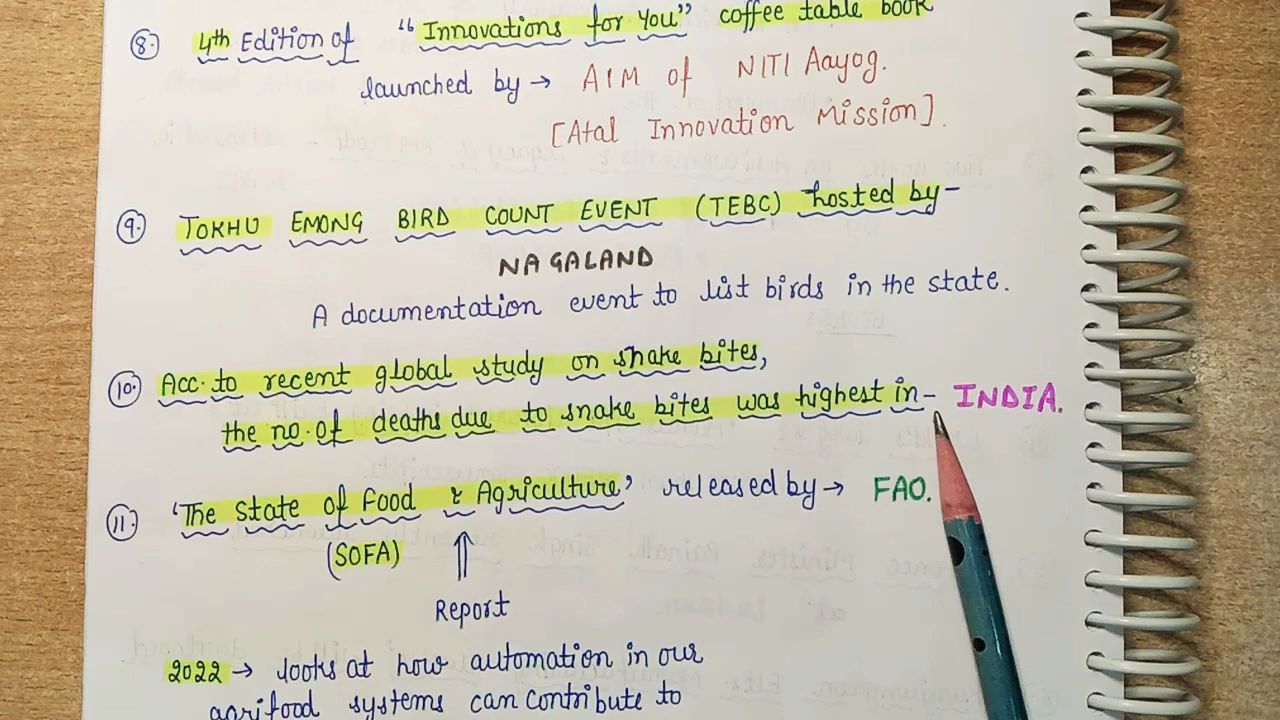 8. 4th Edition of "Innovations for You" coffee table book
launched by → AIM of NITI Aayog.
[Atal Innovation Mission].
9. TOKHU EMONG BIRD COUNT EVENT (TEBC) hosted by-
NAGALAND
A documentation event to list birds in the state.
10. Acc. to recent global study on snake bites,
the no. of deaths due to snake bites was highest in- INDIA.
11. 'The State of Food & Agriculture' released by → FAO.
(SOFA)
Report
2022 → looks at how automation in our
agrifood systems can contribute to